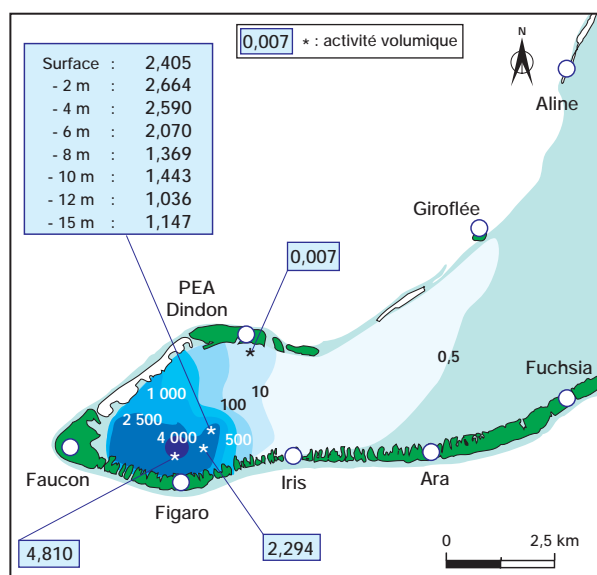 Surface : 2,405
- 2 m : 2,664
- 4 m : 2,590
- 6 m : 2,070
- 8 m : 1,369
- 10 m : 1,443
- 12 m : 1,036
- 15 m : 1,147
0,007 * : activité volumique
N
Aline
Giroflée
0,007
PEA
Dindon
0,5
Fuchsia
10
1 000
100
2 500
4 000
500
Faucon
Figaro
Iris
Ara
4,810
2,294
0 2,5 km